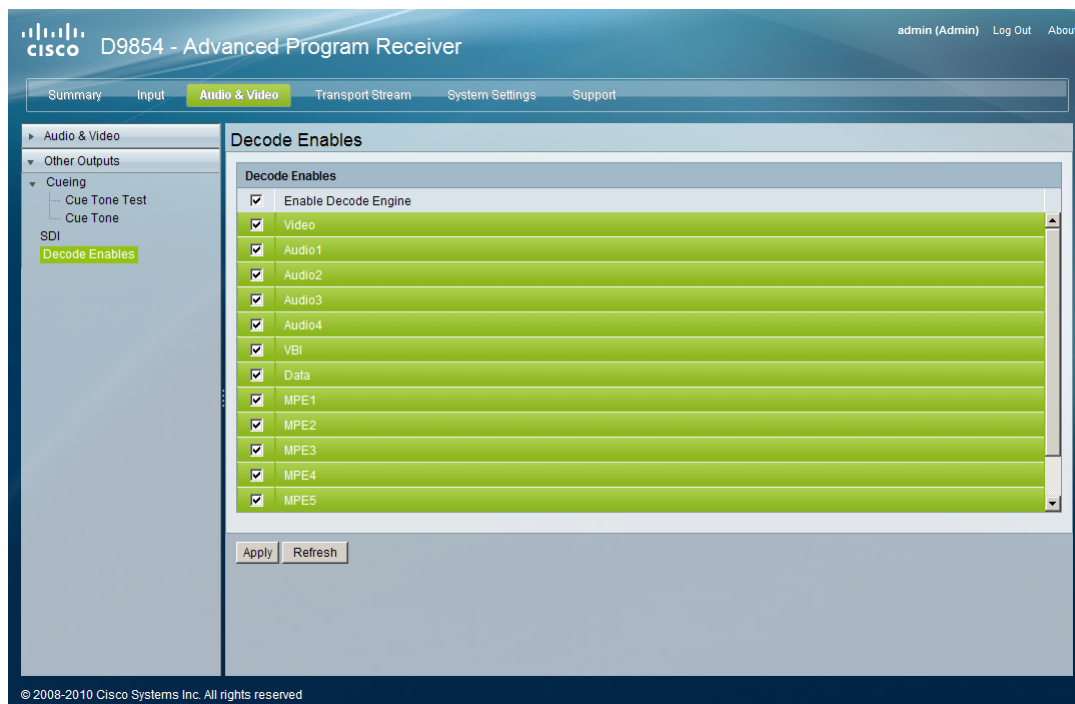 CISCO D9854 - Advanced Program Receiver
admin (Admin) Log Out Abou
Summary Input Audio & Video Transport Stream System Settings Support
Audio & Video
Other Outputs
Cueing
Cue Tone Test
Cue Tone
SDI
Decode Enables
Decode Enables
Decode Enables
Enable Decode Engine
Video
Audio1
Audio2
Audio3
Audio4
VBI
Data
MPE1
MPE2
MPE3
MPE4
MPE5
Apply Refresh
© 2008-2010 Cisco Systems Inc. All rights reserved